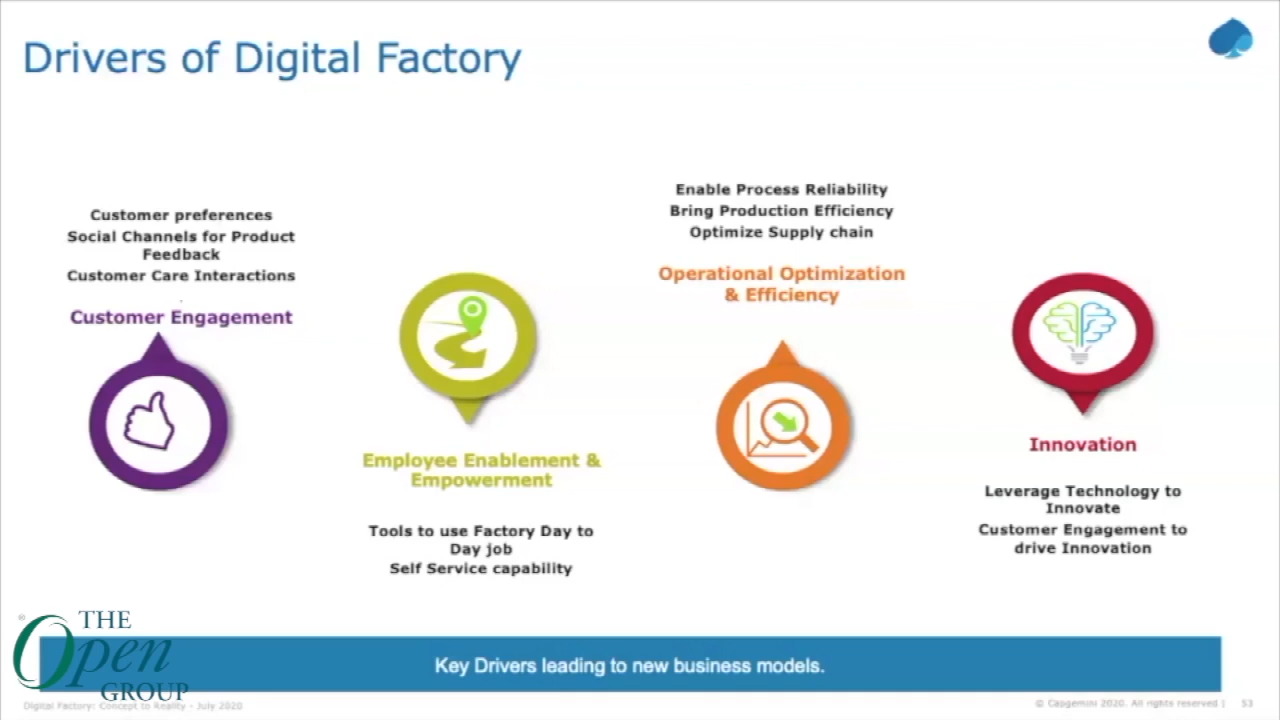 Drivers of Digital Factory
Customer preferences
Social Channels for Product
Feedback
Customer Care Interactions
Customer Engagement
Employee Enablement &
Empowerment
Tools to use Factory Day to
Day job
Self Service capability
Enable Process Reliability
Bring Production Efficiency
Optimize Supply chain
Operational Optimization
& Efficiency
Innovation
Leverage Technology to
Innovate
Customer Engagement to
drive Innovation
Key Drivers leading to new business models.
® THE
Open
GROUP
Digital Factory: Concept to Reality - July 2020
© Capgemini 2020. All rights reserved | 53